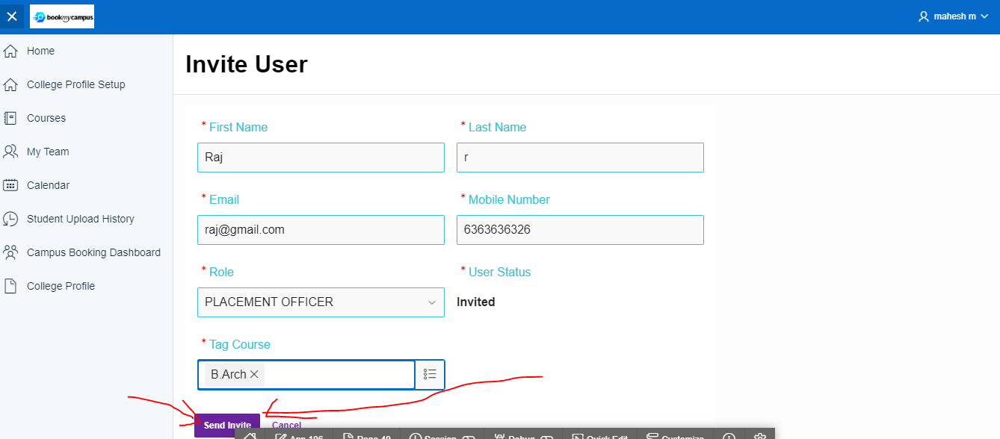 bookmycampus
mahesh m
Home
College Profile Setup
Courses
My Team
Calendar
Student Upload History
Campus Booking Dashboard
College Profile
Invite User
* First Name
* Last Name
Raj
r
* Email
* Mobile Number
raj@gmail.com
6363636326
* Role
* User Status
PLACEMENT OFFICER
Invited
* Tag Course
B.Arch
Send Invite
Cancel
App 106
Page 49
Session
Debug
Quick Edit
Customize